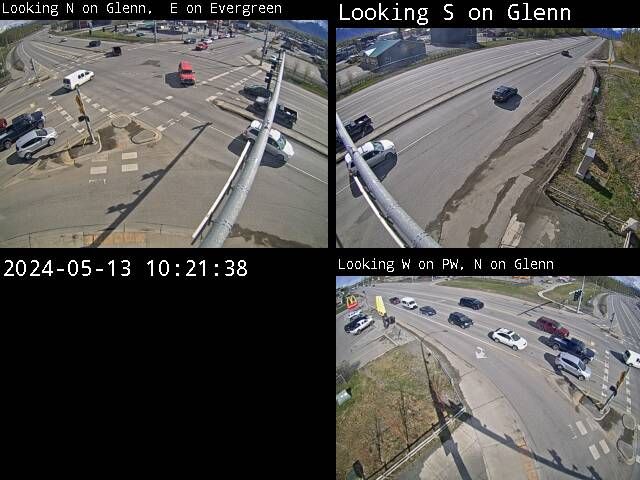 Looking N on Glenn, E on Evergreen
Looking S on Glenn
2024-05-13 10:21:38
Looking W on PW, N on Glenn